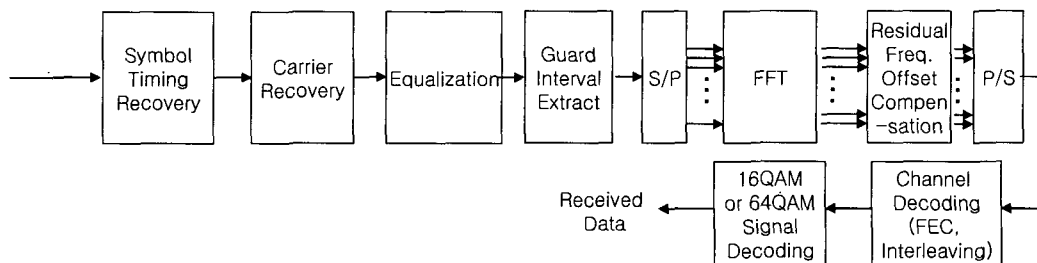 Symbol
Timing
Recovery
Carrier
Recovery
Equalization
Guard
Interval
Extract
S/P
FFT
Residual
Freq.
Offset
Compen
-sation
P/S
Received
Data
16QAM
or 64QAM
Signal
Decoding
Channel
Decoding
(FEC,
Interleaving)